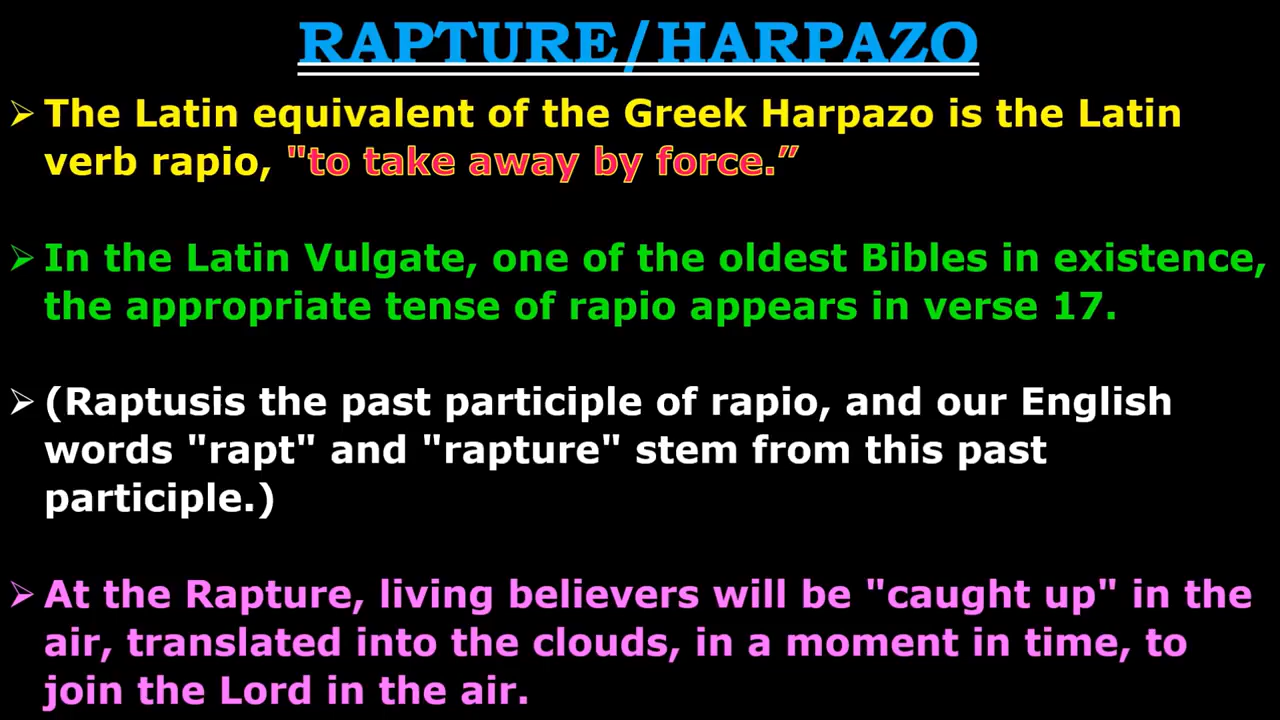 RAPTURE/HARPAZO
➢ The Latin equivalent of the Greek Harpazo is the Latin
verb rapio, "to take away by force.”
➢ In the Latin Vulgate, one of the oldest Bibles in existence,
the appropriate tense of rapio appears in verse 17.
➢ (Raptusis the past participle of rapio, and our English
words "rapt" and "rapture" stem from this past
participle.)
➢ At the Rapture, living believers will be "caught up" in the
air, translated into the clouds, in a moment in time, to
join the Lord in the air.